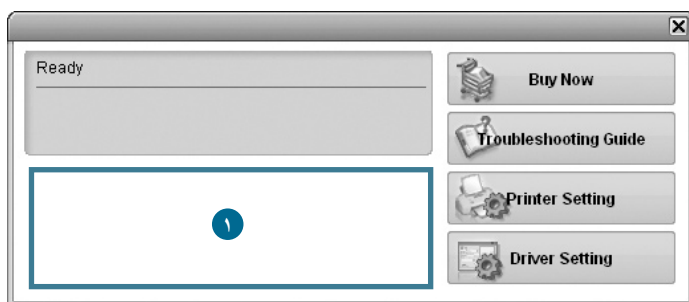 Ready
Buy Now
Troubleshooting Guide
Printer Setting
Driver Setting
١